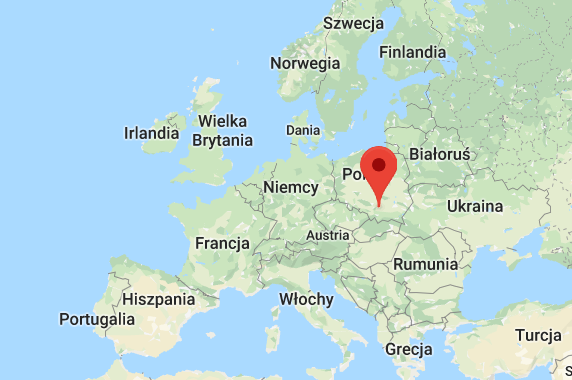 Szwecja
Finlandia
Norwegia
Irlandia
Wielka
Brytania
Dania
Białoruś
Niemcy
Ukraina
Austria
Francja
Rumunia
Hiszpania
Włochy
Portugalia
Turcja
Grecja